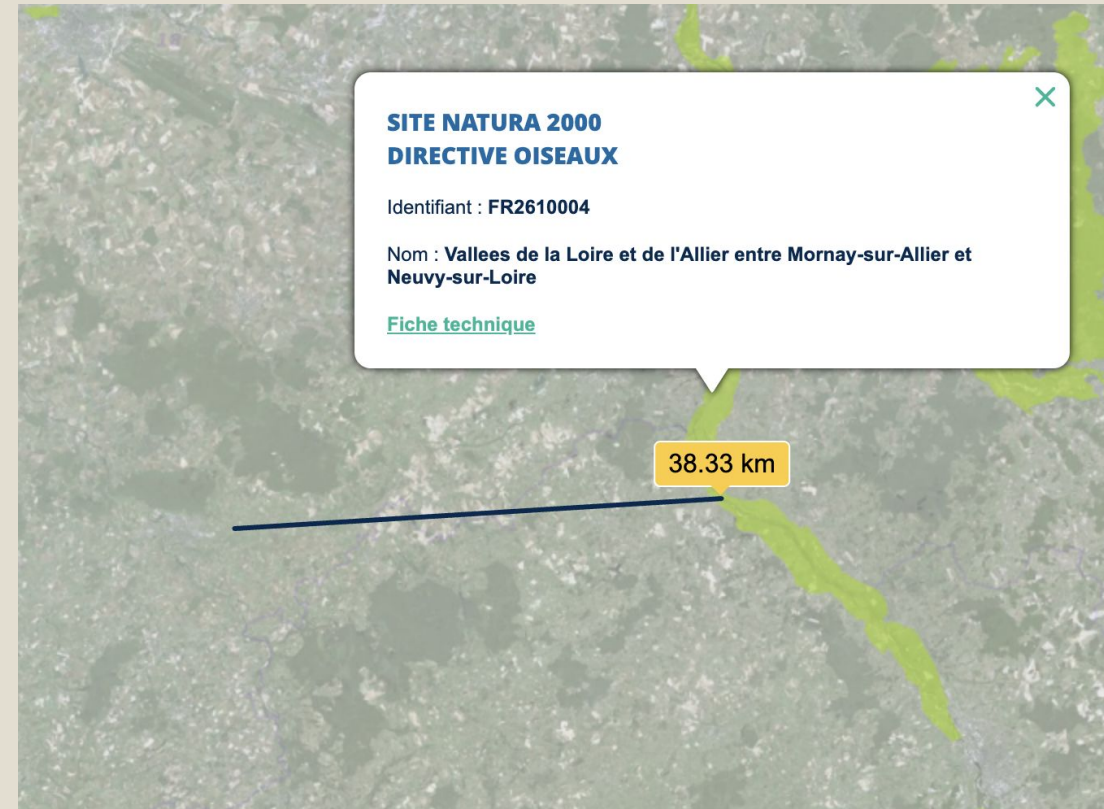 SITE NATURA 2000
DIRECTIVE OISEAUX
Identifiant : FR2610004
Nom : Vallees de la Loire et de l'Allier entre Mornay-sur-Allier et
Neuvy-sur-Loire
Fiche technique
38.33 km